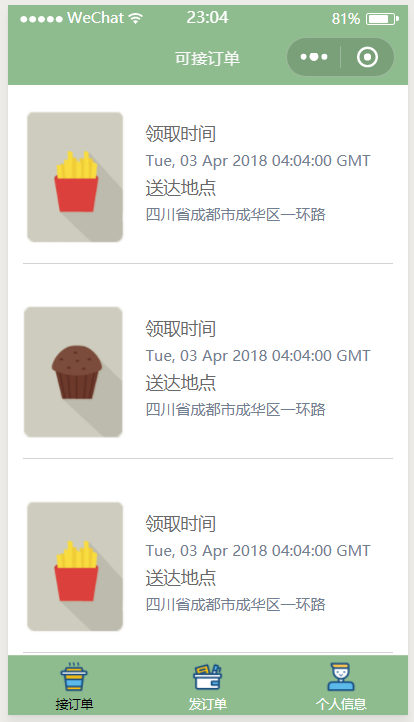 WeChat 23:04 81%
可接订单
领取时间
Tue, 03 Apr 2018 04:04:00 GMT
送达地点
四川省成都市成华区一环路
领取时间
Tue, 03 Apr 2018 04:04:00 GMT
送达地点
四川省成都市成华区一环路
领取时间
Tue, 03 Apr 2018 04:04:00 GMT
送达地点
四川省成都市成华区一环路
接订单 发订单 个人信息